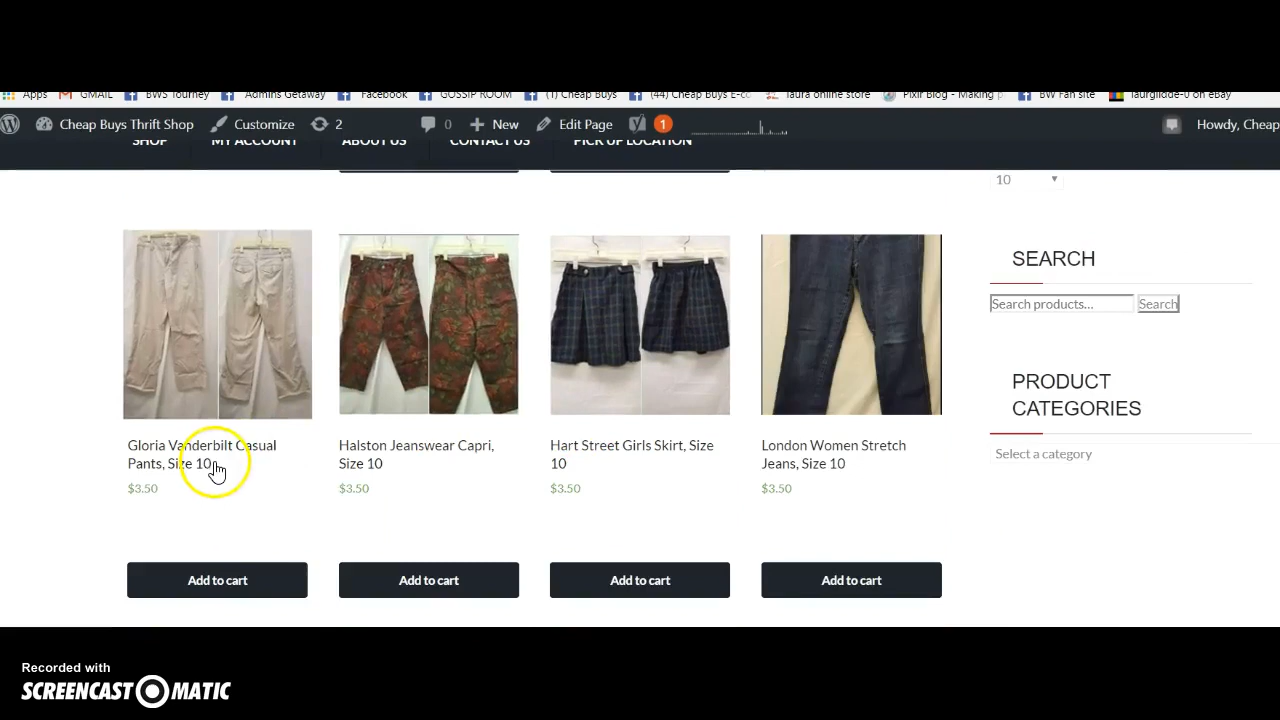 Apps GMAIL BWS Tourney Admins Getaway Facebook GOSSIP ROOM (1) Cheap Buys (44) Cheap Buys E-cc Taura online store Pixlr Blog - Making p BW Fan site Taurgildde-0 to eBay
Cheap Buys Thrift Shop Customize 2 0 New Edit Page 1 Howdy, Cheap
SHOP MY ACCOUNT ABOUT US CONTACT US PICK UP LOCATION
10
SEARCH
Search products... Search
PRODUCT
CATEGORIES
Select a category
Gloria Vanderbilt Casual
Pants, Size 10
$3.50
Add to cart
Halston Jeanswear Capri,
Size 10
$3.50
Add to cart
Hart Street Girls Skirt, Size
10
$3.50
Add to cart
London Women Stretch
Jeans, Size 10
$3.50
Add to cart
Recorded with
SCREENCAST MATIC